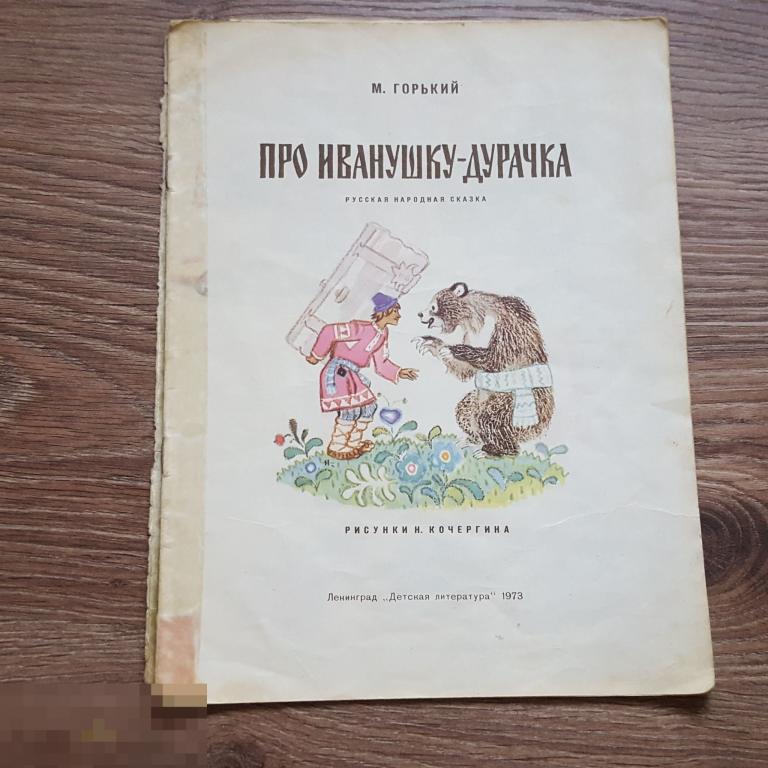 М. ГОРЬКИЙ
ПРО ИВАНУШКУ-ДУРАЧКА
РУССКАЯ НАРОДНАЯ СКАЗКА
РИСУНКИ Н. КОЧЕРГИНА
Ленинград „Детская литература" 1973